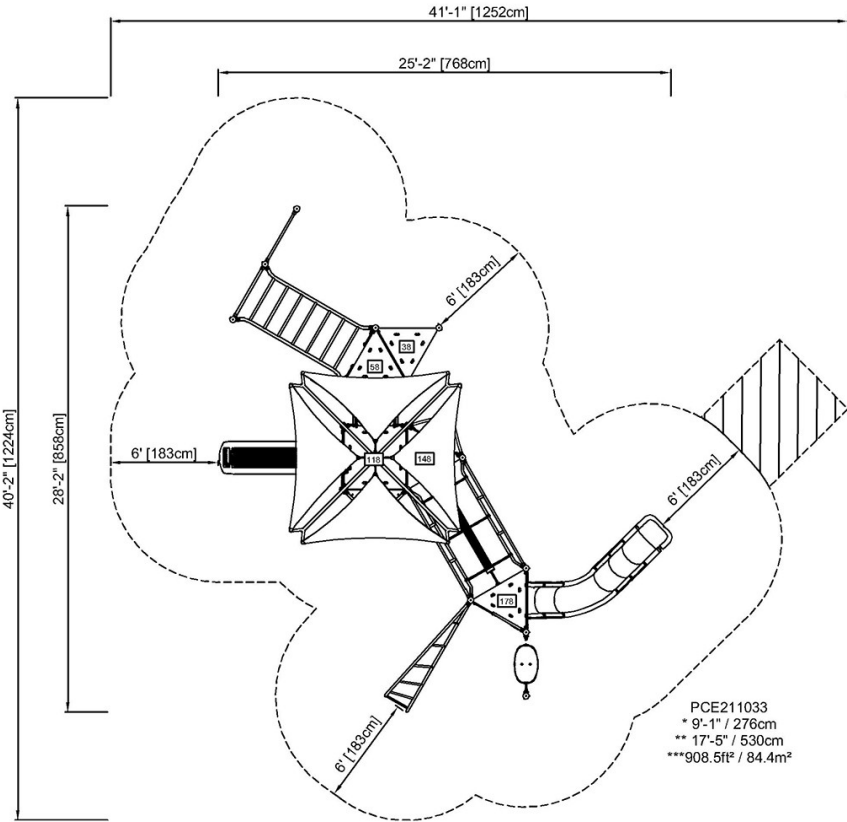 41'-1" [1252cm]
25'-2" [768cm]
40'-2" [1224cm]
28'-2" [858cm]
6' [183cm]
38
58
6' [183cm]
118
148
6' [183cm]
178
6' [183cm]
PCE211033
* 9'-1" / 276cm
** 17'-5" / 530cm
***908.5ft² / 84.4m²